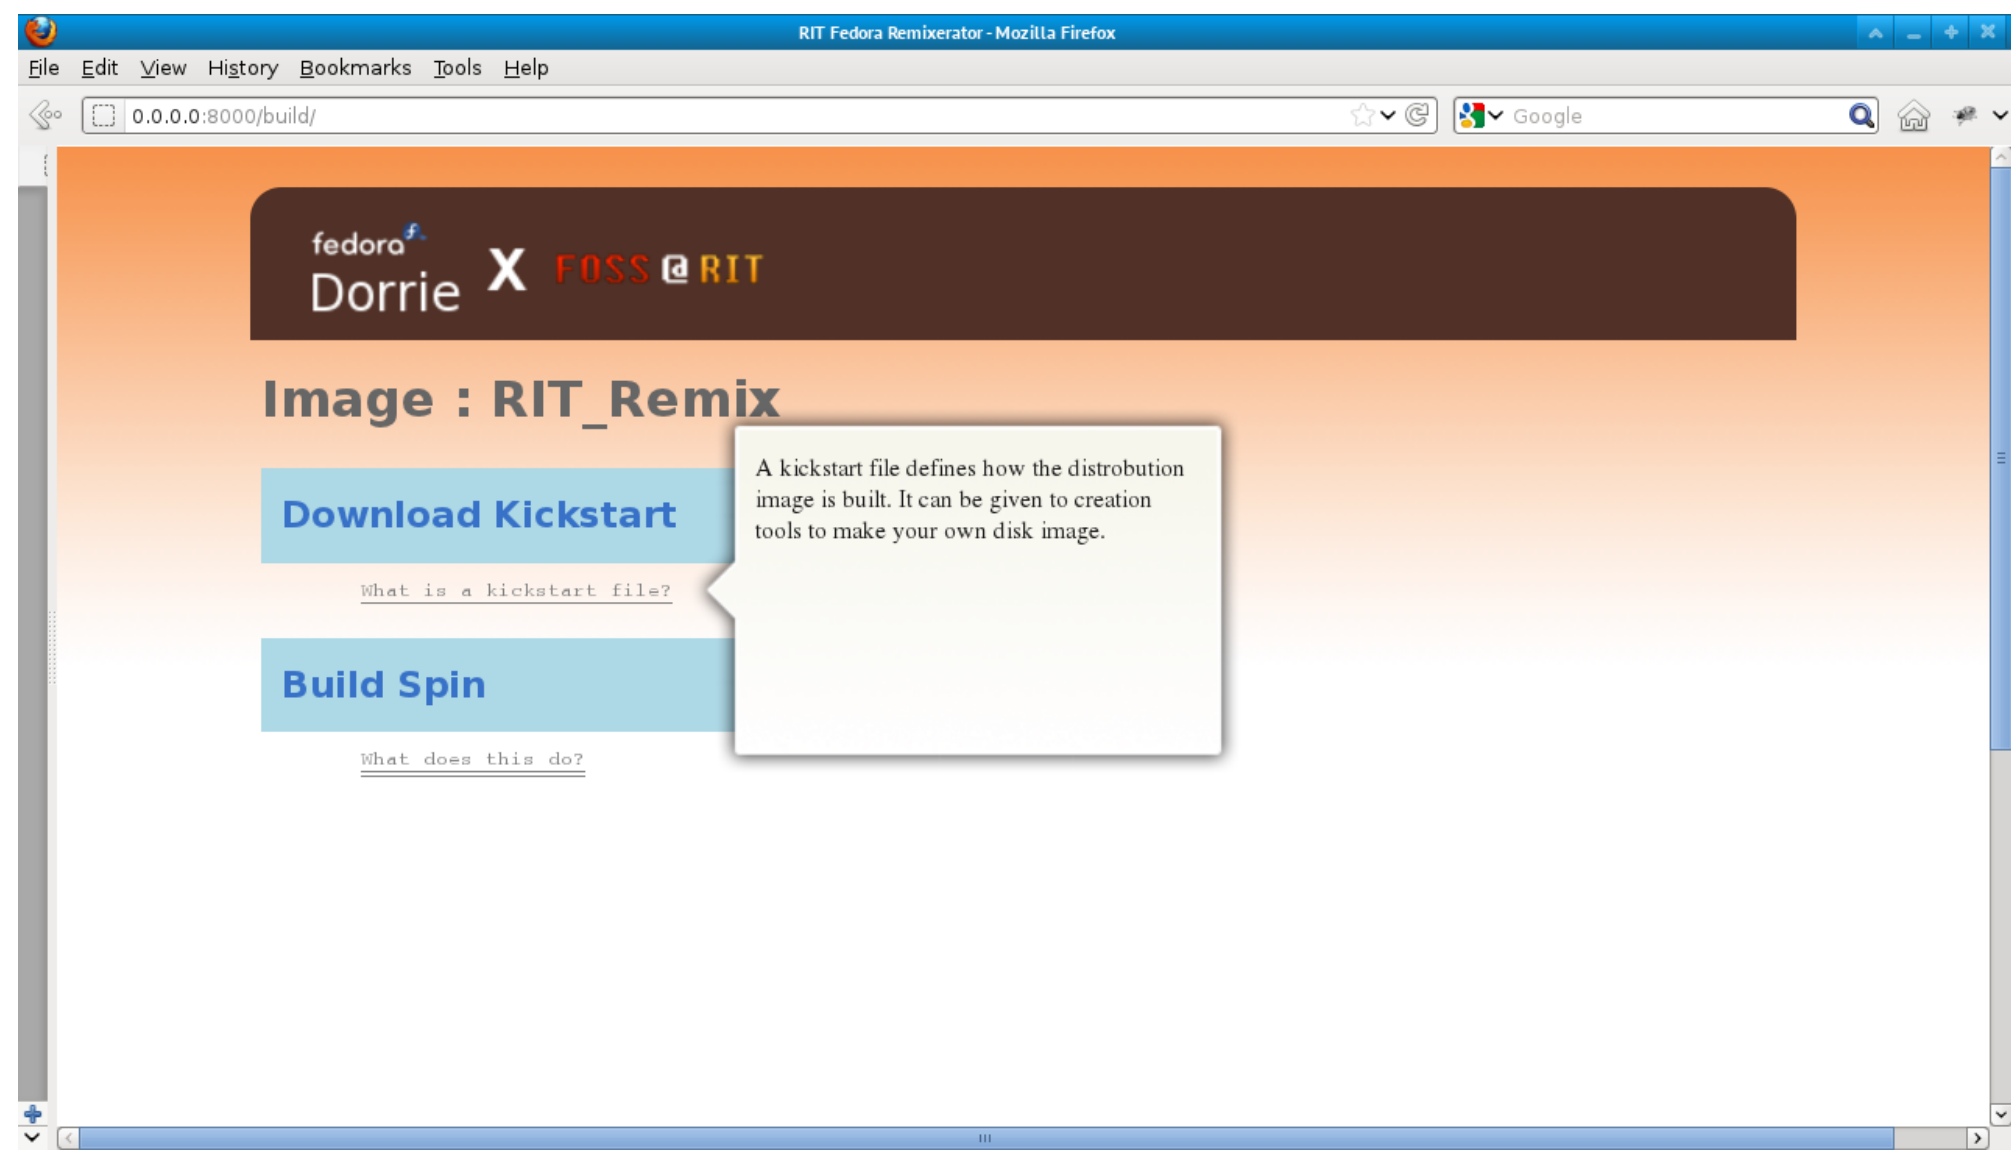 RIT Fedora Remixerator - Mozilla Firefox
File Edit View History Bookmarks Tools Help
0.0.0.0:8000/build/
Google
fedora
Dorrie X FOSS@RIT
Image : RIT_Remix
Download Kickstart
What is a kickstart file?
A kickstart file defines how the distrobution
image is built. It can be given to creation
tools to make your own disk image.
Build Spin
What does this do?